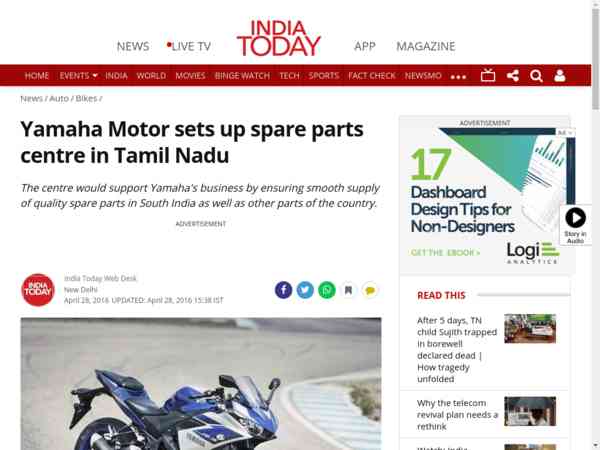 NEWS
LIVE TV
INDIA
TODAY
APP
MAGAZINE
HOME EVENTS INDIA WORLD MOVIES BINGE WATCH TECH SPORTS FACT CHECK NEWSMO
News / Auto / Bikes /
Yamaha Motor sets up spare parts
centre in Tamil Nadu
The centre would support Yamaha's business by ensuring smooth supply
of quality spare parts in South India as well as other parts of the country.
ADVERTISEMENT
INDIA
TODAY
India Today Web Desk
New Delhi
April 28, 2016 UPDATED: April 28, 2016 15:38 IST
YAMAHA
ADVERTISEMENT
Ad
17
Dashboard
Design Tips for
Non-Designers
GET THE EBOOK >
Logi
ANALYTICS
Story in
Audio
READ THIS
After 5 days, TN
child Sujith trapped
in borewell
declared dead |
How tragedy
unfolded
Why the telecom
revival plan needs a
rethink
Watch: India